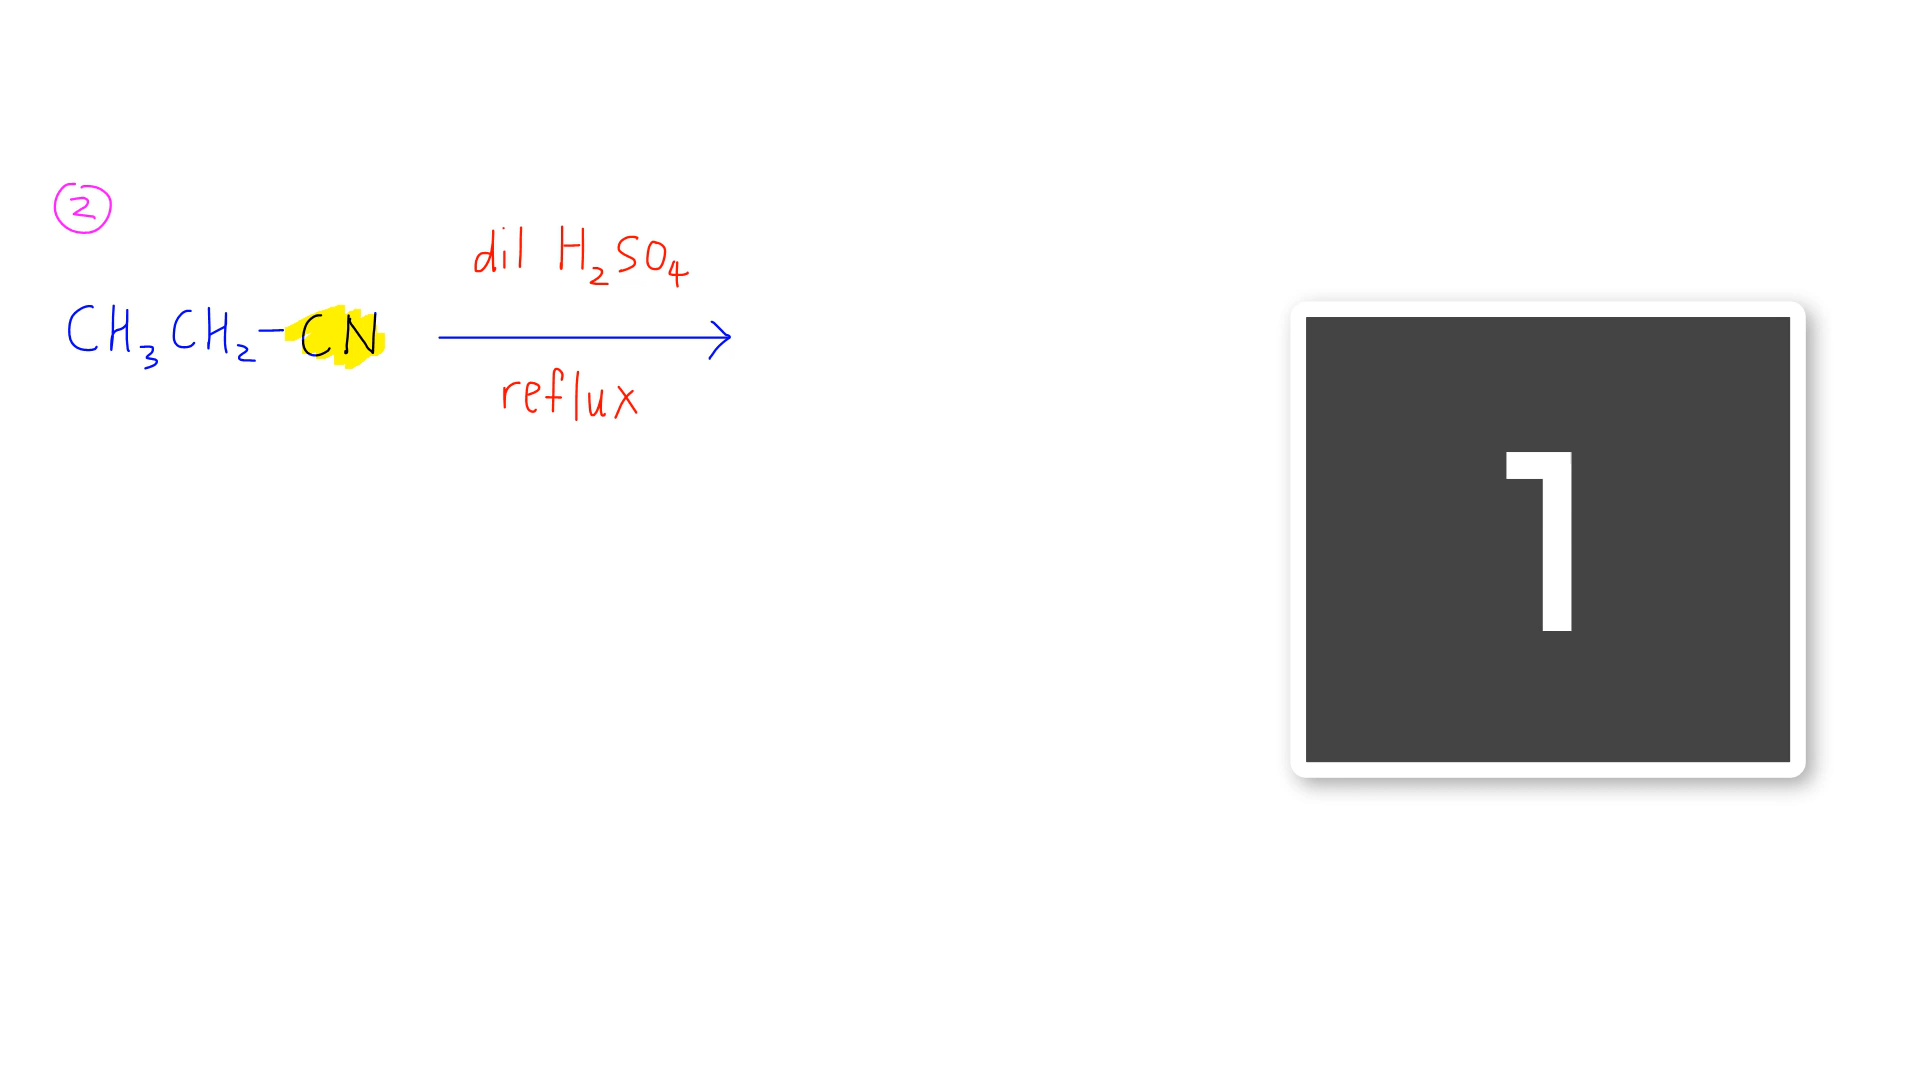 ②
dil H₂SO₄
CH₃CH₂-CN
reflux
1